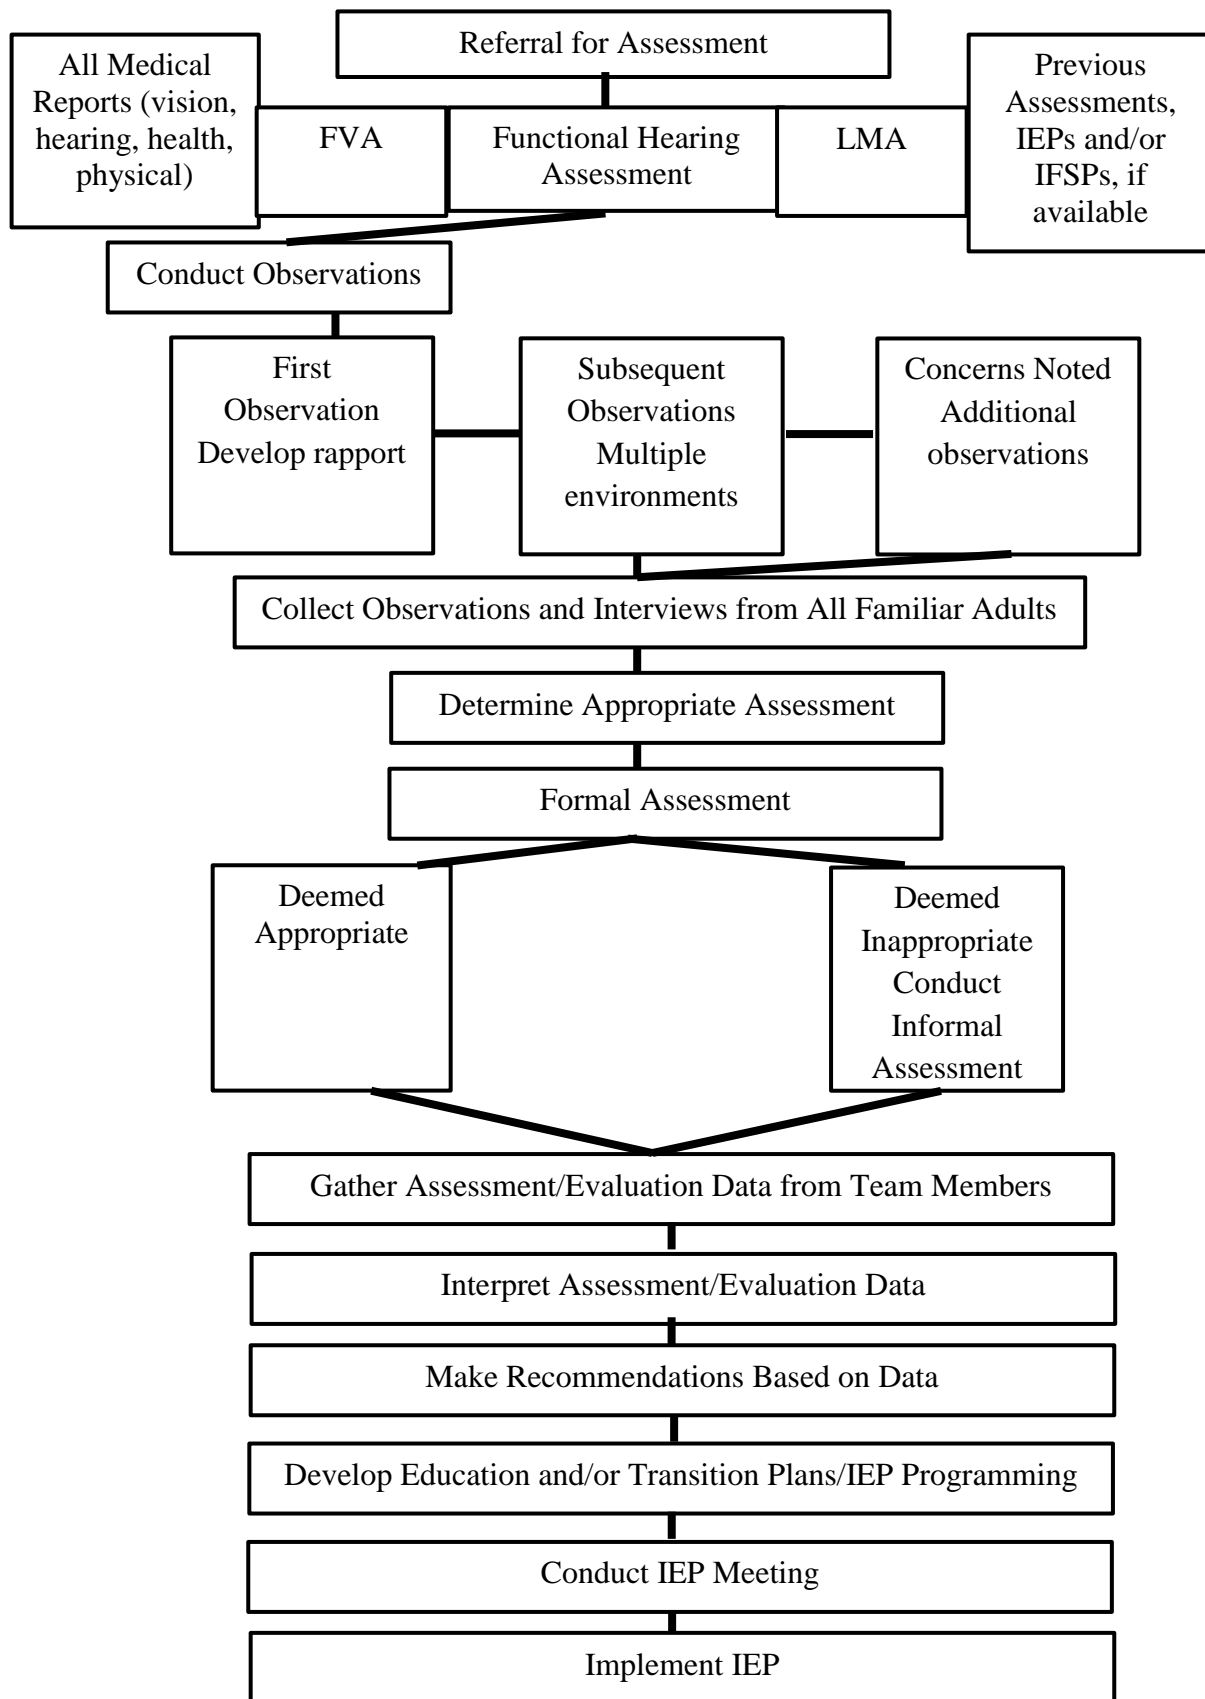 Referral for Assessment
All Medical
Reports (vision,
hearing, health,
physical)
FVA
Functional Hearing
Assessment
LMA
Previous
Assessments,
IEPs and/or
IFSPs, if
available
Conduct Observations
First
Observation
Develop rapport
Subsequent
Observations
Multiple
environments
Concerns Noted
Additional
observations
Collect Observations and Interviews from All Familiar Adults
Determine Appropriate Assessment
Formal Assessment
Deemed
Appropriate
Deemed
Inappropriate
Conduct
Informal
Assessment
Gather Assessment/Evaluation Data from Team Members
Interpret Assessment/Evaluation Data
Make Recommendations Based on Data
Develop Education and/or Transition Plans/IEP Programming
Conduct IEP Meeting
Implement IEP